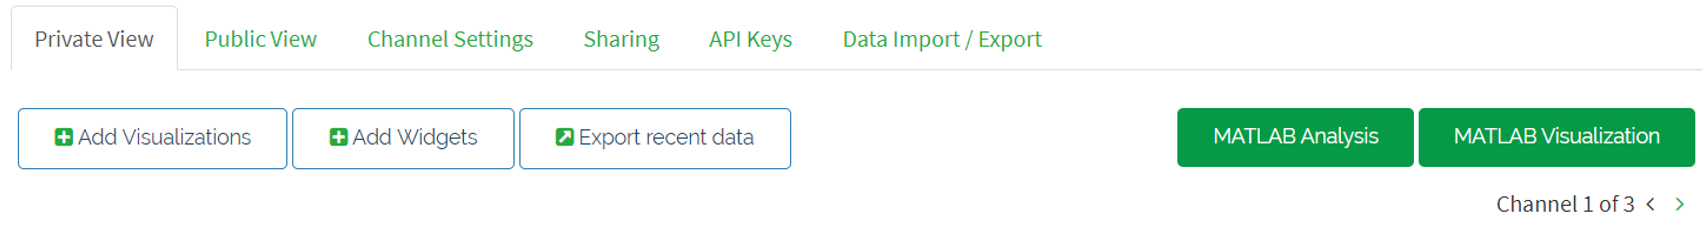 Private View Public View Channel Settings Sharing API Keys Data Import / Export
Add Visualizations Add Widgets Export recent data MATLAB Analysis MATLAB Visualization
Channel 1 of 3 < >